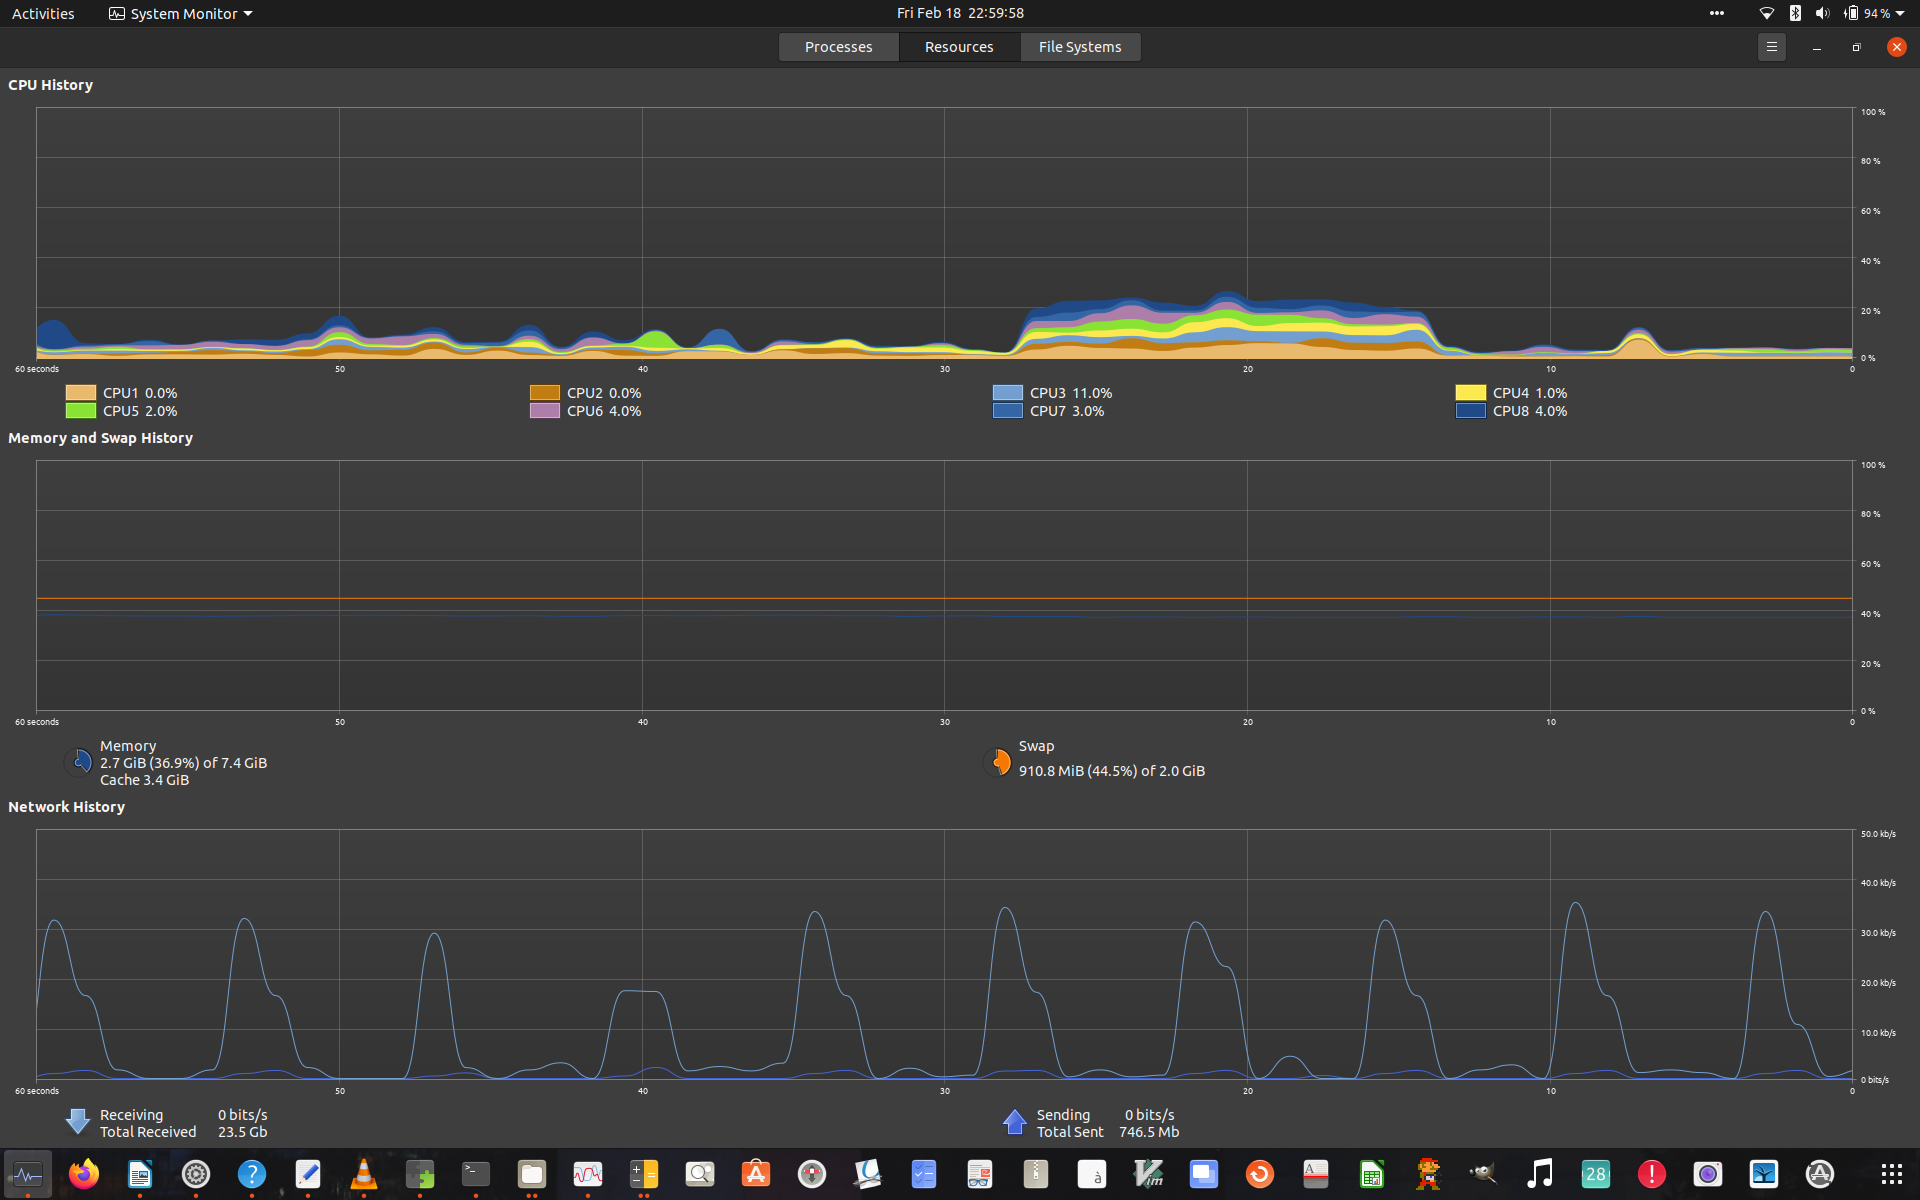 Activities
System Monitor
Fri Feb 18 22:59:58
94 %
Processes
Resources
File Systems
CPU History
100 %
80 %
60 %
40 %
20 %
0 %
60 seconds 50 40 30 20 10 0
CPU1 0.0% CPU2 0.0% CPU3 11.0% CPU4 1.0%
CPU5 2.0% CPU6 4.0% CPU7 3.0% CPU8 4.0%
Memory and Swap History
100 %
80 %
60 %
40 %
20 %
0 %
60 seconds 50 40 30 20 10 0
Memory
2.7 GiB (36.9%) of 7.4 GiB
Cache 3.4 GiB
Swap
910.8 MiB (44.5%) of 2.0 GiB
Network History
50.0 kb/s
40.0 kb/s
30.0 kb/s
20.0 kb/s
10.0 kb/s
0 bits/s
60 seconds 50 40 30 20 10 0
Receiving 0 bits/s
Total Received 23.5 Gb
Sending 0 bits/s
Total Sent 746.5 Mb
?
>_
à
Vim
A
28
!